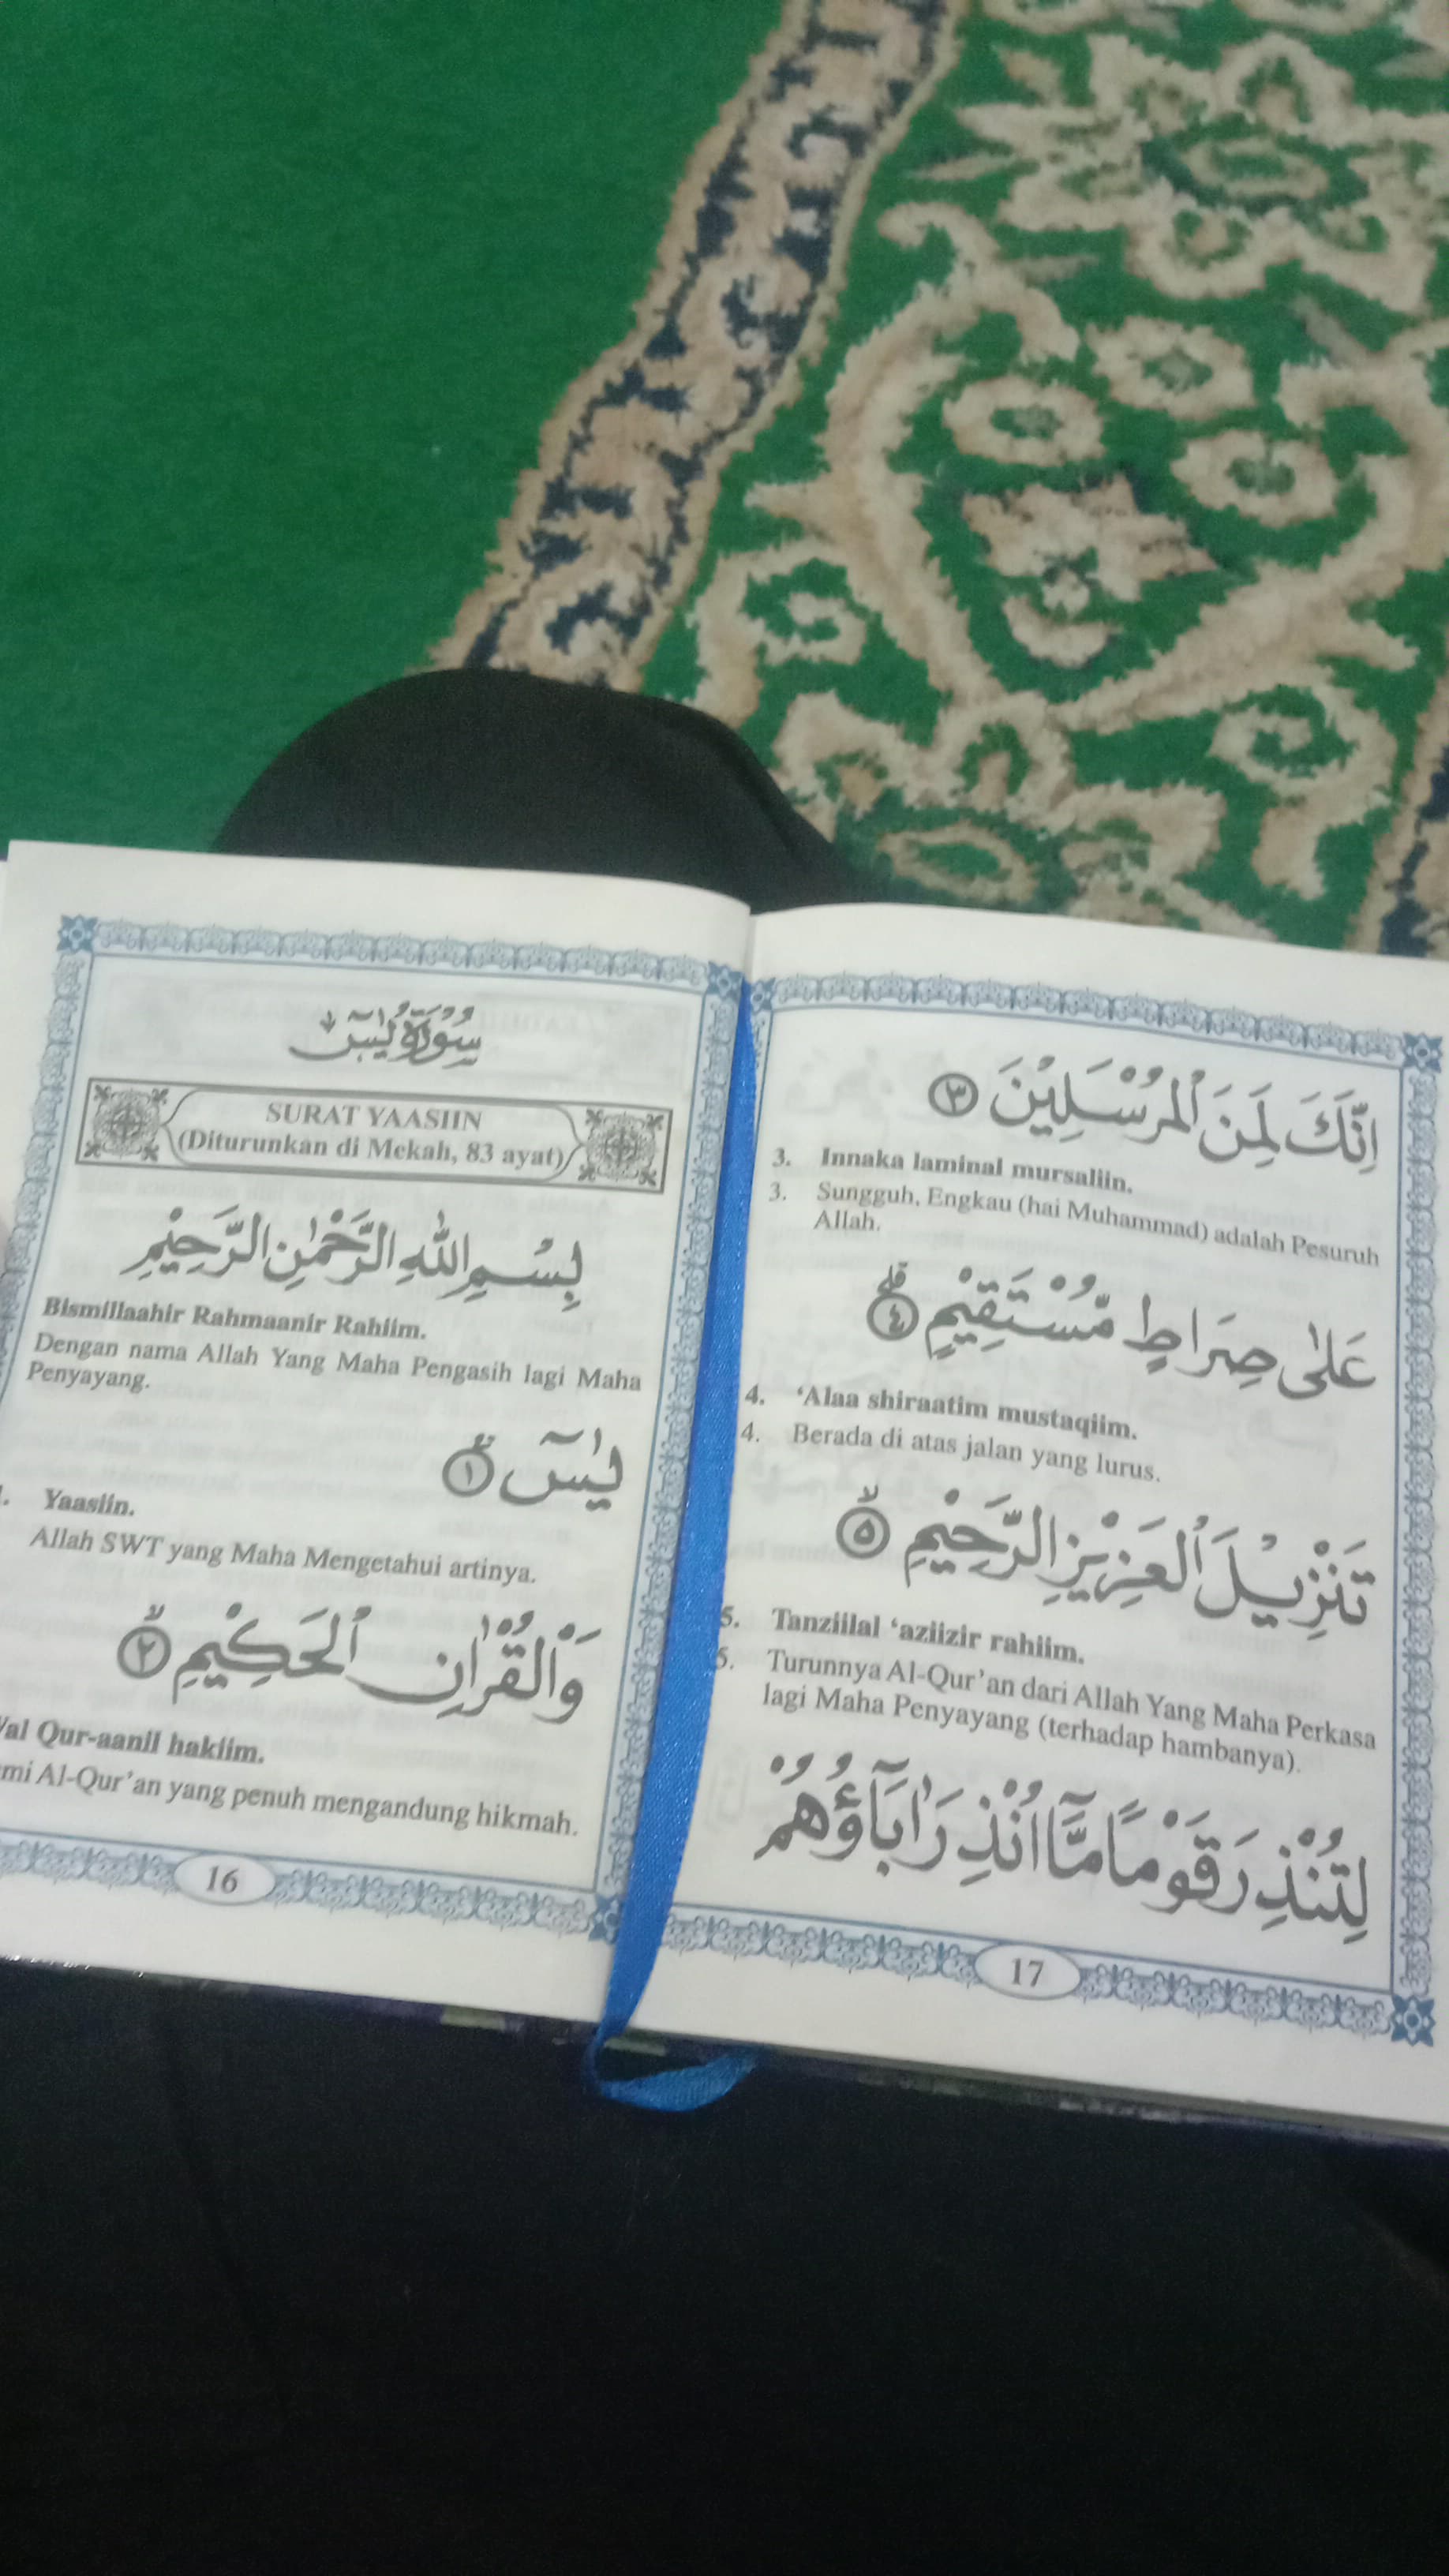 سُوْرَةُ يٰسٓ
SURAT YAASIIN
(Diturunkan di Mekah, 83 ayat)
بِسْمِ اللهِ الرَّحْمٰنِ الرَّحِيْمِ
Bismillaahir Rahmaanir Rahiim.
Dengan nama Allah Yang Maha Pengasih lagi Maha
Penyayang.
يٰسٓ ۝١
Yaasiin.
Allah SWT yang Maha Mengetahui artinya.
وَالْقُرْاٰنِ الْحَكِيْمِ ۝٢
al Qur-aanil hakiim.
mi Al-Qur'an yang penuh mengandung hikmah.
16
اِنَّكَ لَمِنَ الْمُرْسَلِيْنَ ۝٣
3. Innaka laminal mursaliin.
3. Sungguh, Engkau (hai Muhammad) adalah Pesuruh
Allah.
عَلٰى صِرَاطٍ مُّسْتَقِيْمٍ ۝٤
4. 'Alaa shiraatim mustaqiim.
4. Berada di atas jalan yang lurus.
تَنْزِيْلَ الْعَزِيْزِ الرَّحِيْمِ ۝٥
5. Tanziilal 'aziizir rahiim.
5. Turunnya Al-Qur'an dari Allah Yang Maha Perkasa
lagi Maha Penyayang (terhadap hambanya).
لِتُنْذِرَ قَوْمًا مَّآ اُنْذِرَ اٰبَآؤُهُمْ
17